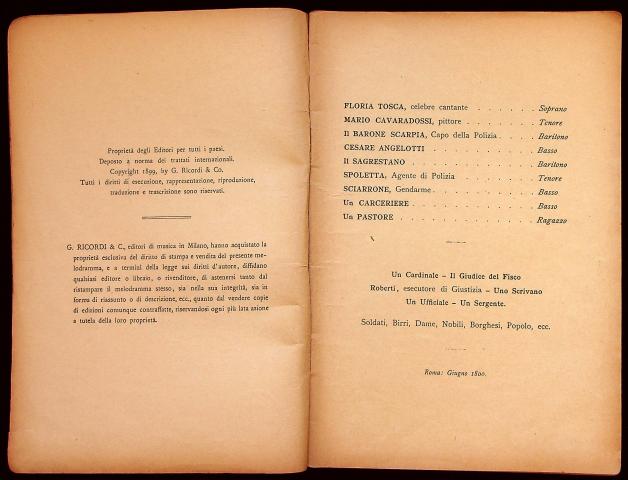 Proprietà degli Editori per tutti i paesi.
Deposto a norma dei trattati internazionali.
Copyright 1899, by G. Ricordi & Co.
Tutti i diritti di esecuzione, rappresentazione, riproduzione,
traduzione e trascrizione sono riservati.
G. RICORDI & C., editori di musica in Milano, hanno acquistato la
proprietà esclusiva del diritto di stampa e vendita del presente me-
lodramma, e a termini della legge sui diritti d'autore, diffidano
qualsiasi editore o libraio, o rivenditore, di astenersi tanto dal
ristampare il melodramma stesso, sia nella sua integrità, sia in
forma di riassunto o di descrizione, ecc., quanto dal vendere copie
di edizioni comunque contraffatte, riservandosi ogni più lata azione
a tutela della loro proprietà.
FLORIA TOSCA, celebre cantante . . . . . . Soprano
MARIO CAVARADOSSI, pittore . . . . . . . Tenore
Il BARONE SCARPIA, Capo della Polizia . . . . Baritono
CESARE ANGELOTTI . . . . . . . . . . Basso
Il SAGRESTANO . . . . . . . . . . . . Baritono
SPOLETTA, Agente di Polizia . . . . . . . Tenore
SCIARRONE, Gendarme . . . . . . . . . Basso
Un CARCERIERE . . . . . . . . . . . Basso
Un PASTORE . . . . . . . . . . . . Ragazzo
Un Cardinale - Il Giudice del Fisco
Roberti, esecutore di Giustizia - Uno Scrivano
Un Ufficiale - Un Sergente.
Soldati, Birri, Dame, Nobili, Borghesi, Popolo, ecc.
Roma: Giugno 1800.